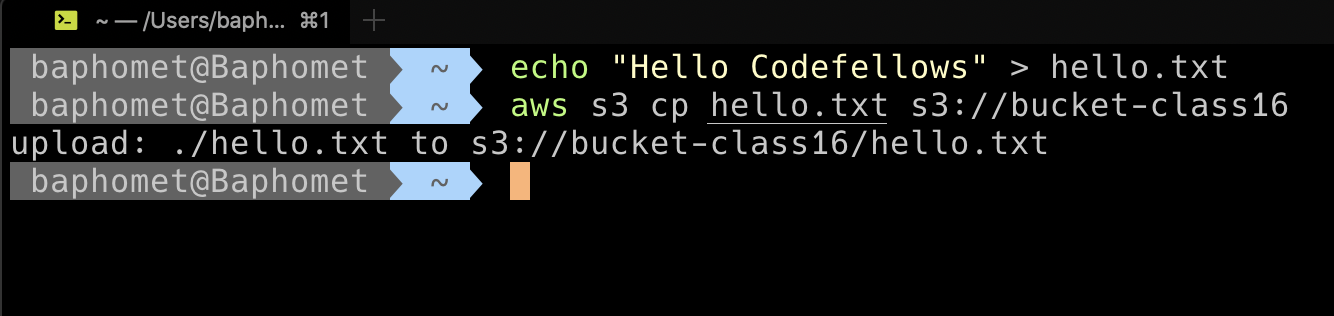 ~ — /Users/baph... ⌘1
baphomet@Baphomet ~ echo "Hello Codefellows" > hello.txt
baphomet@Baphomet ~ aws s3 cp hello.txt s3://bucket-class16
upload: ./hello.txt to s3://bucket-class16/hello.txt
baphomet@Baphomet ~